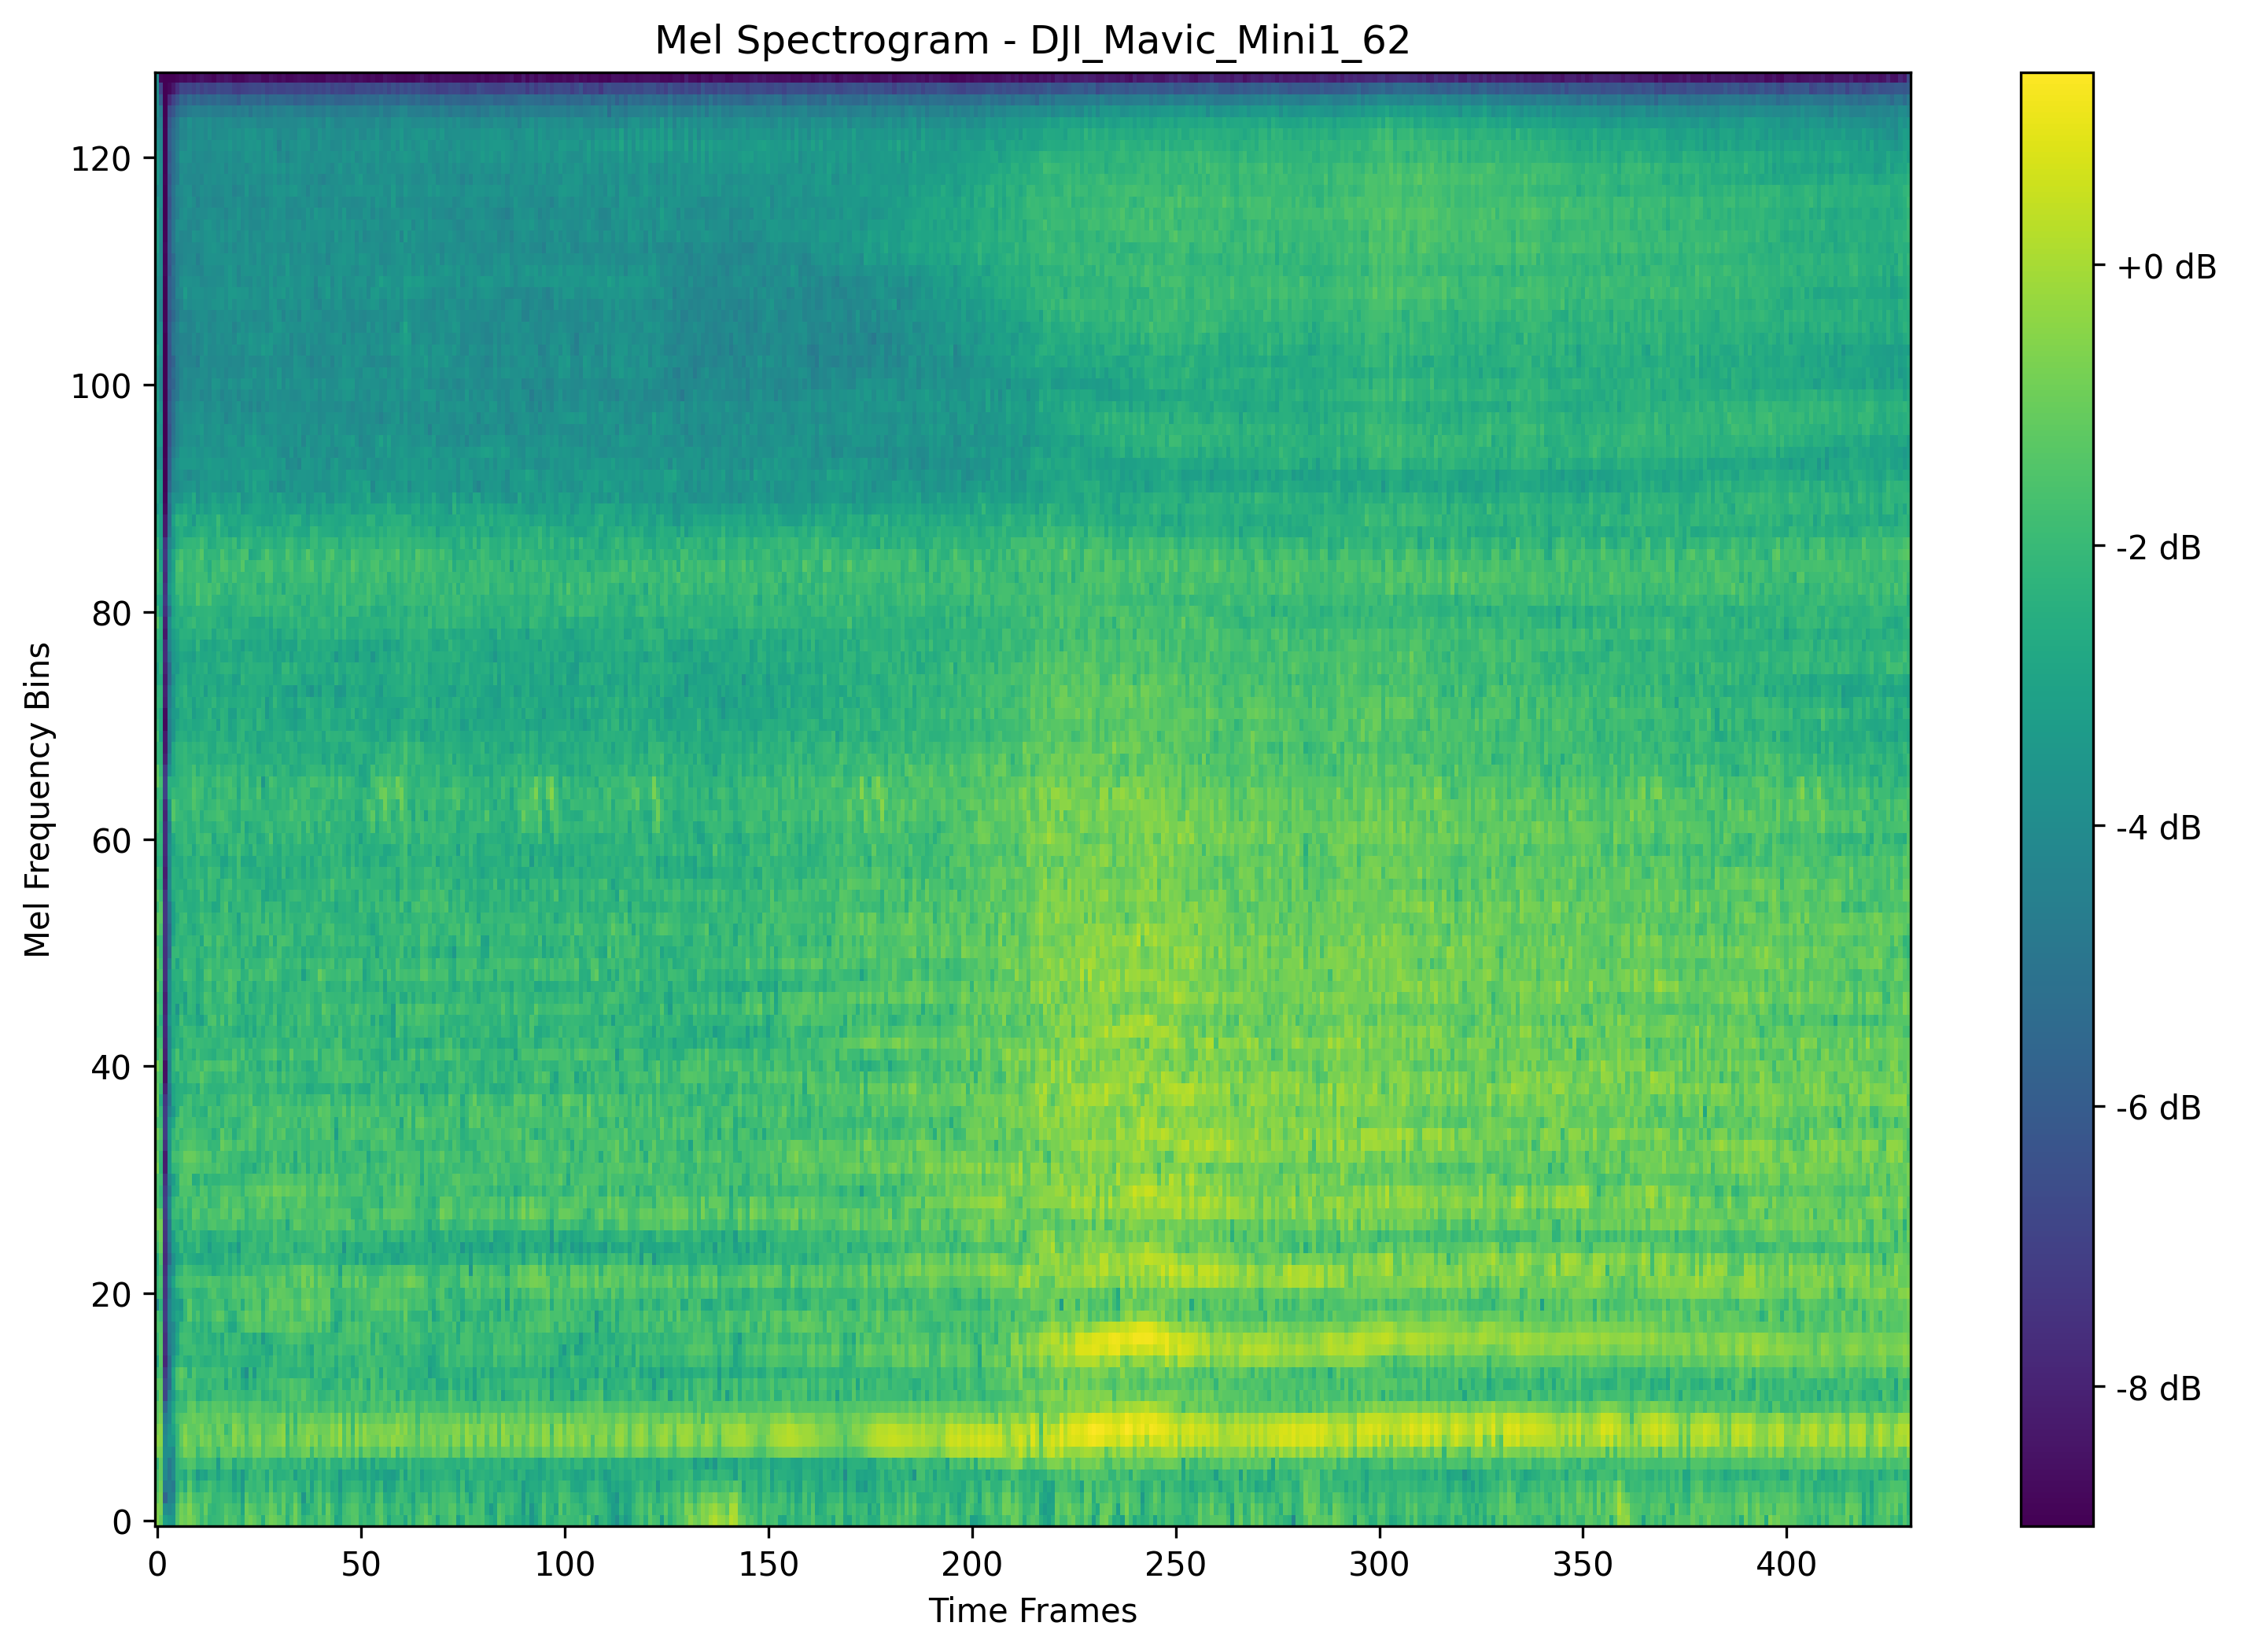 Mel Spectrogram - DJI_Mavic_Mini1_62
Mel Frequency Bins
120
100
80
60
40
20
0
0 50 100 150 200 250 300 350 400
Time Frames
+0 dB
-2 dB
-4 dB
-6 dB
-8 dB